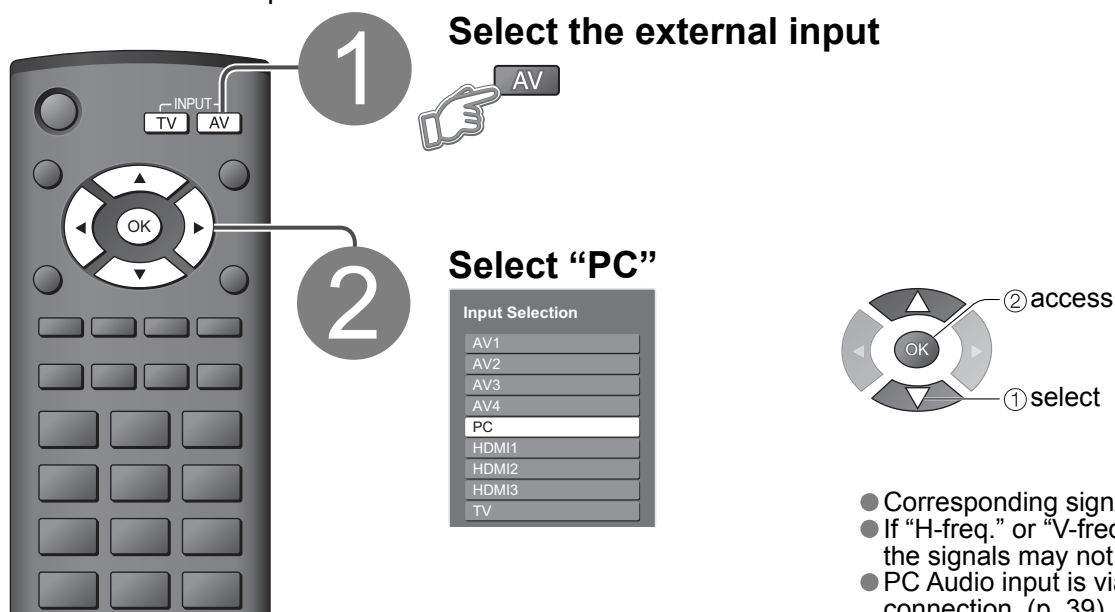 1
Select the external input
AV
INPUT
TV AV
OK
2
Select “PC”
Input Selection
AV1
AV2
AV3
AV4
PC
HDMI1
HDMI2
HDMI3
TV
② access
OK
① select
● Corresponding
● If “H-freq.” or
the signals may not
● PC Audio input is via
connection. (p. 39)